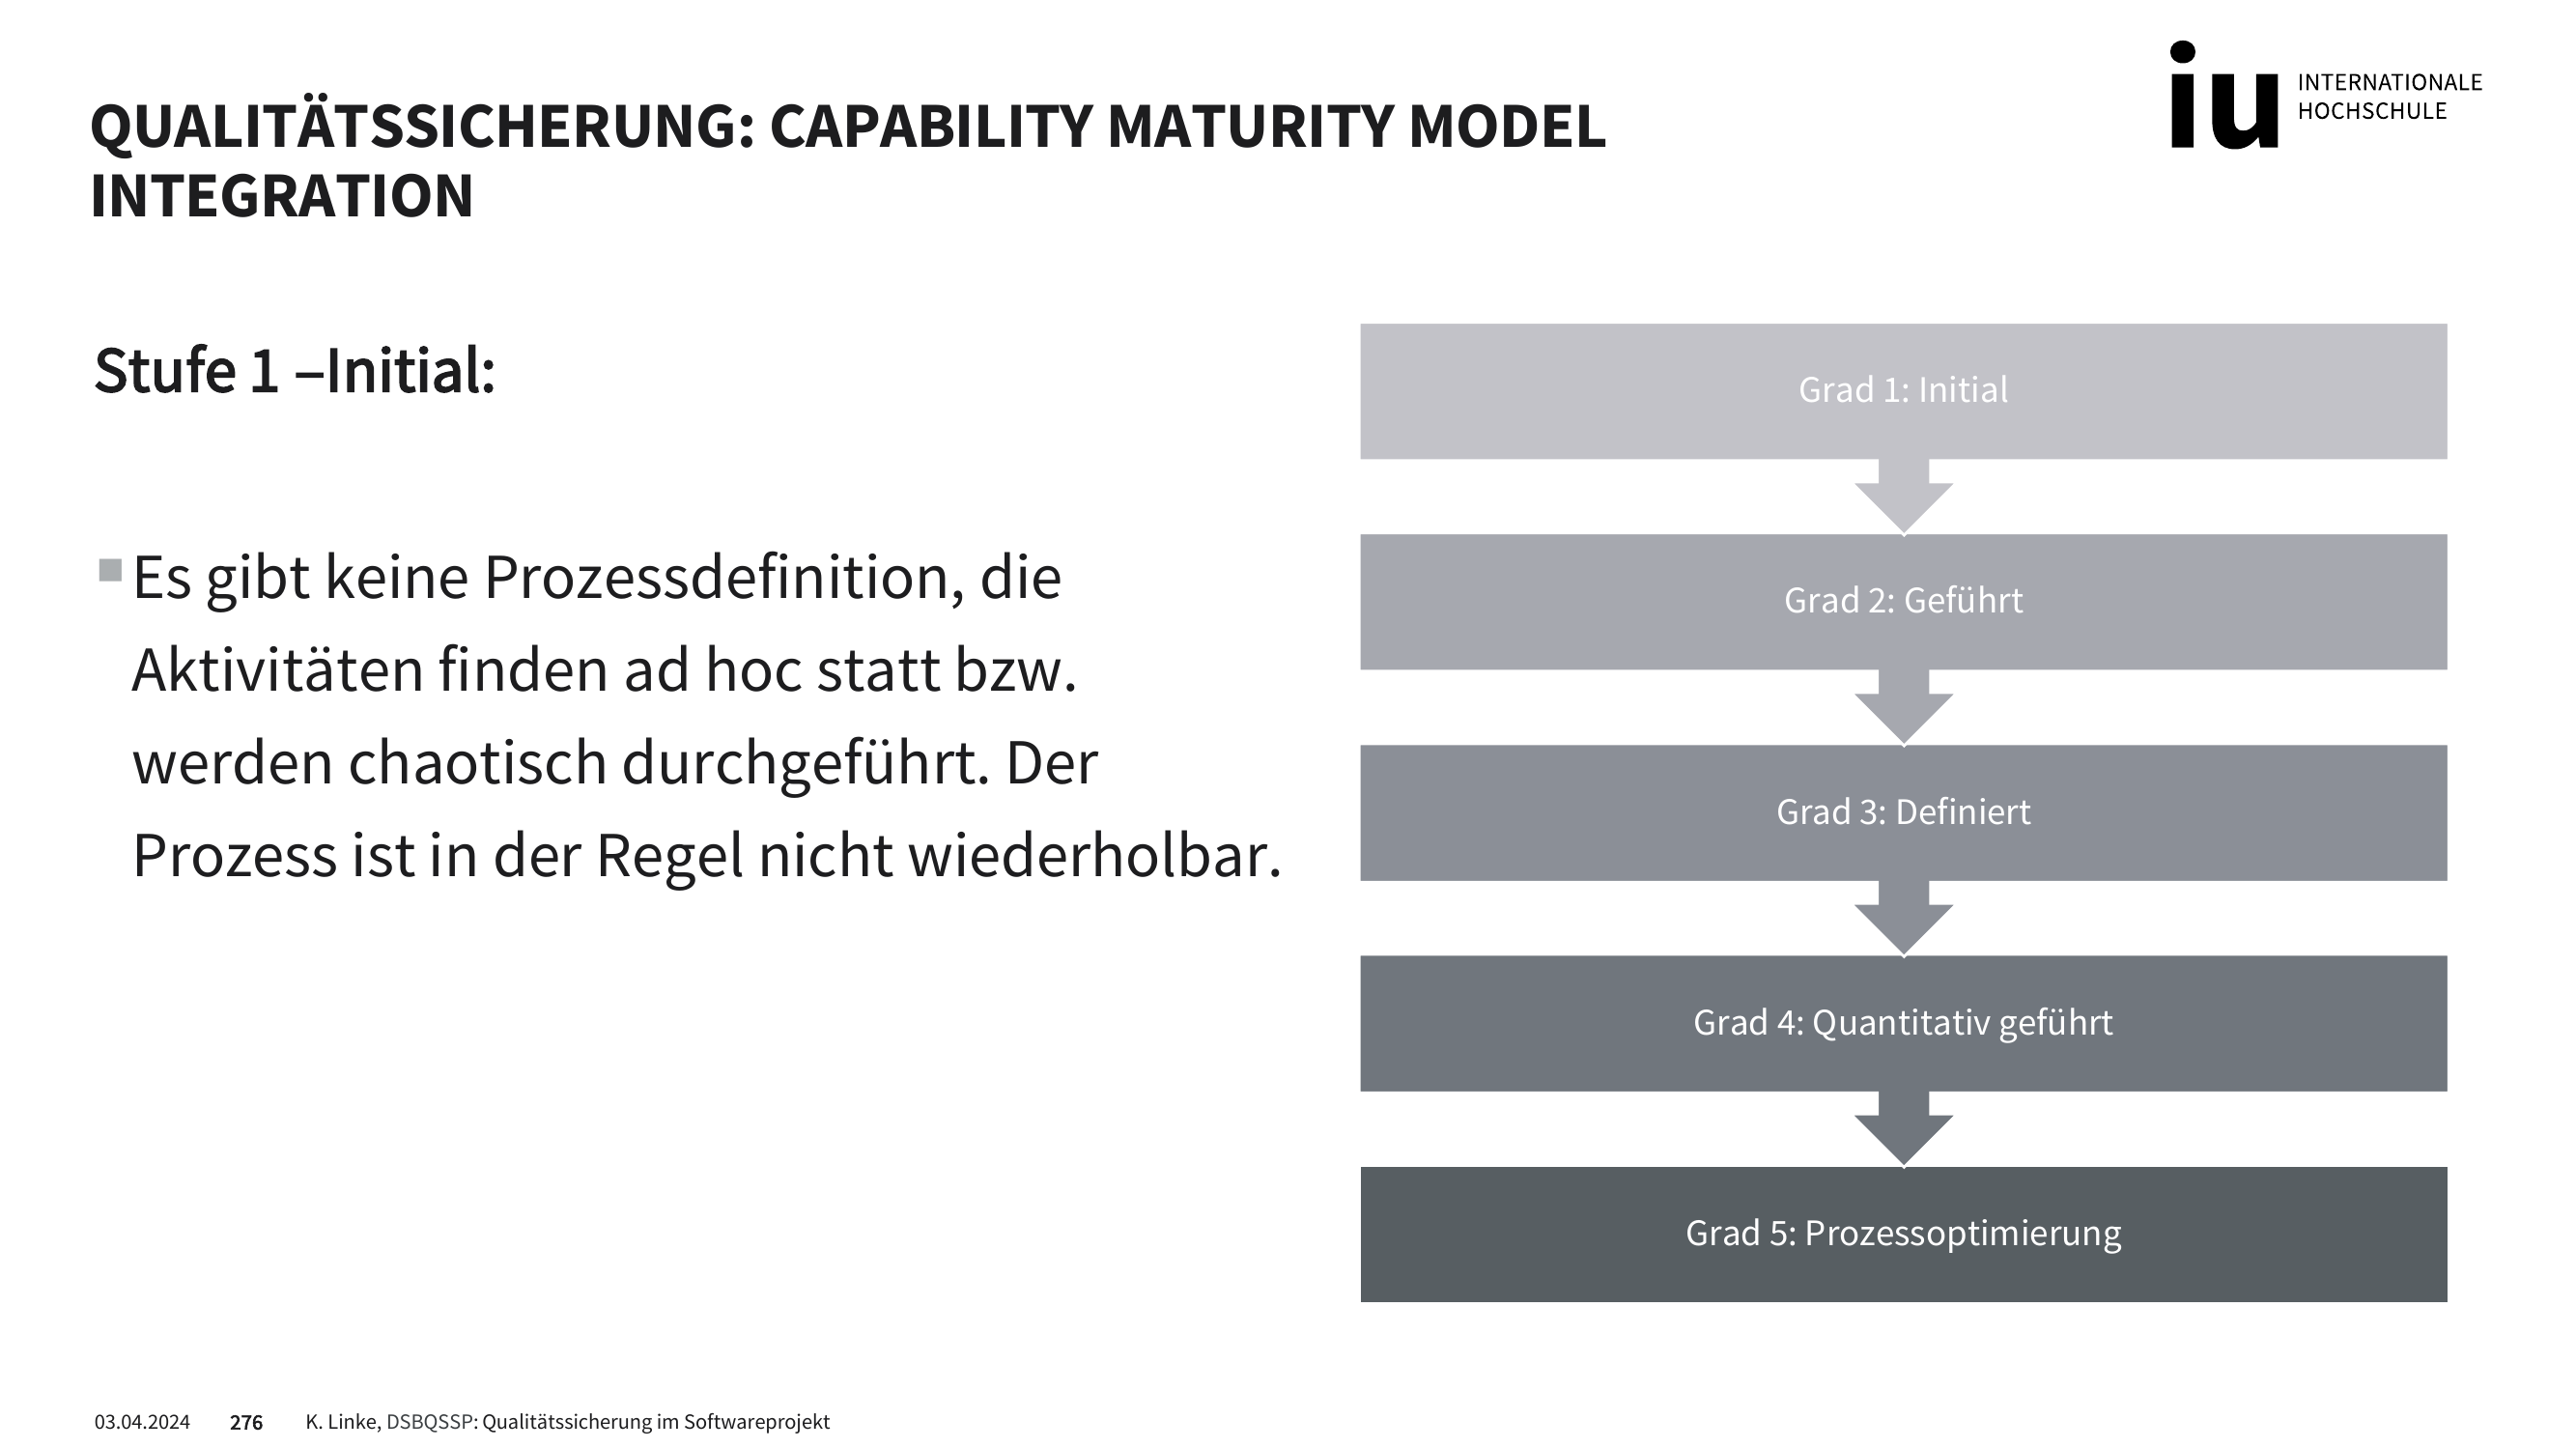 QUALITÄTSSICHERUNG: CAPABILITY MATURITY MODEL
INTEGRATION
iu INTERNATIONALE
HOCHSCHULE
Stufe 1 –Initial:
Es gibt keine Prozessdefinition, die
Aktivitäten finden ad hoc statt bzw.
werden chaotisch durchgeführt. Der
Prozess ist in der Regel nicht wiederholbar.
Grad 1: Initial
Grad 2: Geführt
Grad 3: Definiert
Grad 4: Quantitativ geführt
Grad 5: Prozessoptimierung
03.04.2024 276 K. Linke, DSBQSSP: Qualitätssicherung im Softwareprojekt